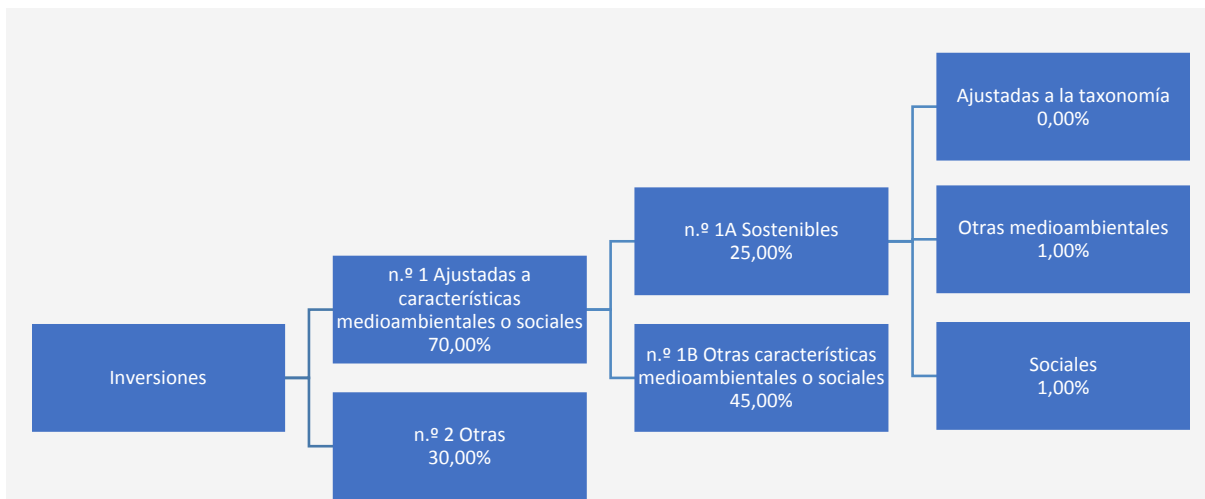 Inversiones
n.º 1 Ajustadas a
características
medioambientales o sociales
70,00%
n.º 2 Otras
30,00%
n.º 1A Sostenibles
25,00%
n.º 1B Otras características
medioambientales o sociales
45,00%
Ajustadas a la taxonomía
0,00%
Otras medioambientales
1,00%
Sociales
1,00%